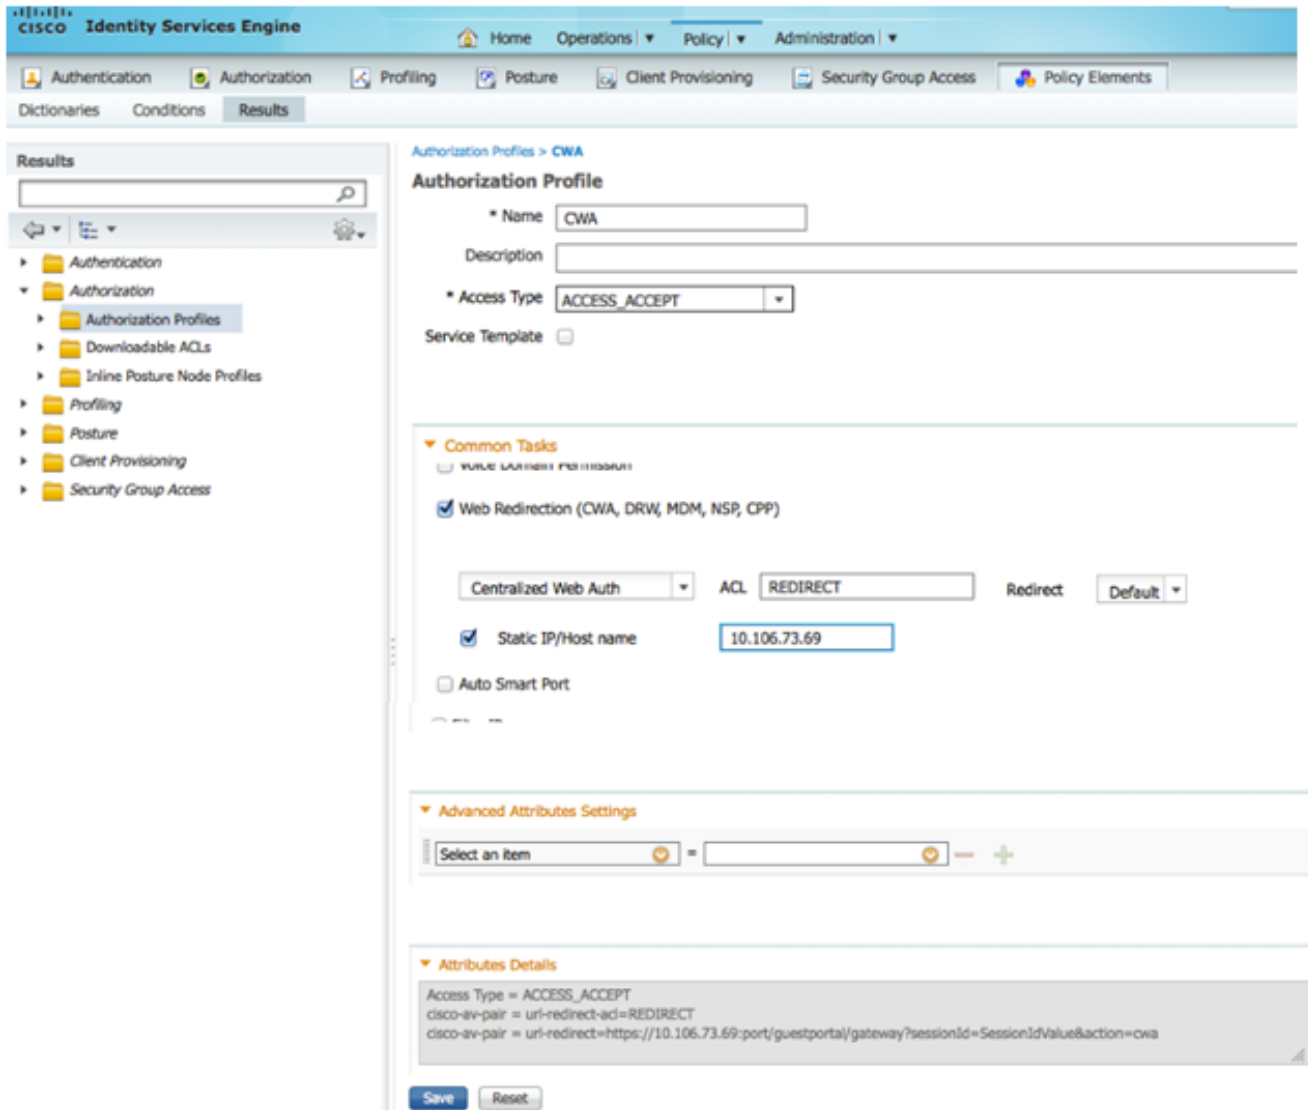 CISCO Identity Services Engine
Home Operations Policy Administration
Authentication Authorization Profiling Posture Client Provisioning Security Group Access Policy Elements
Dictionaries Conditions Results
Results
Authentication
Authorization
Authorization Profiles
Downloadable ACLs
Inline Posture Node Profiles
Profiling
Posture
Client Provisioning
Security Group Access
Authorization Profiles > CWA
Authorization Profile
* Name CWA
Description
* Access Type ACCESS_ACCEPT
Service Template
Common Tasks
Voice Domain Permission
Web Redirection (CWA, DRW, MDM, NSP, CPP)
Centralized Web Auth ACL REDIRECT Redirect Default
Static IP/Host name 10.106.73.69
Auto Smart Port
Advanced Attributes Settings
Select an item =
Attributes Details
Access Type = ACCESS_ACCEPT
cisco-av-pair = url-redirect-acl=REDIRECT
cisco-av-pair = url-redirect=https://10.106.73.69:port/guestportal/gateway?sessionId=SessionIdValue&action=cwa
Save Reset